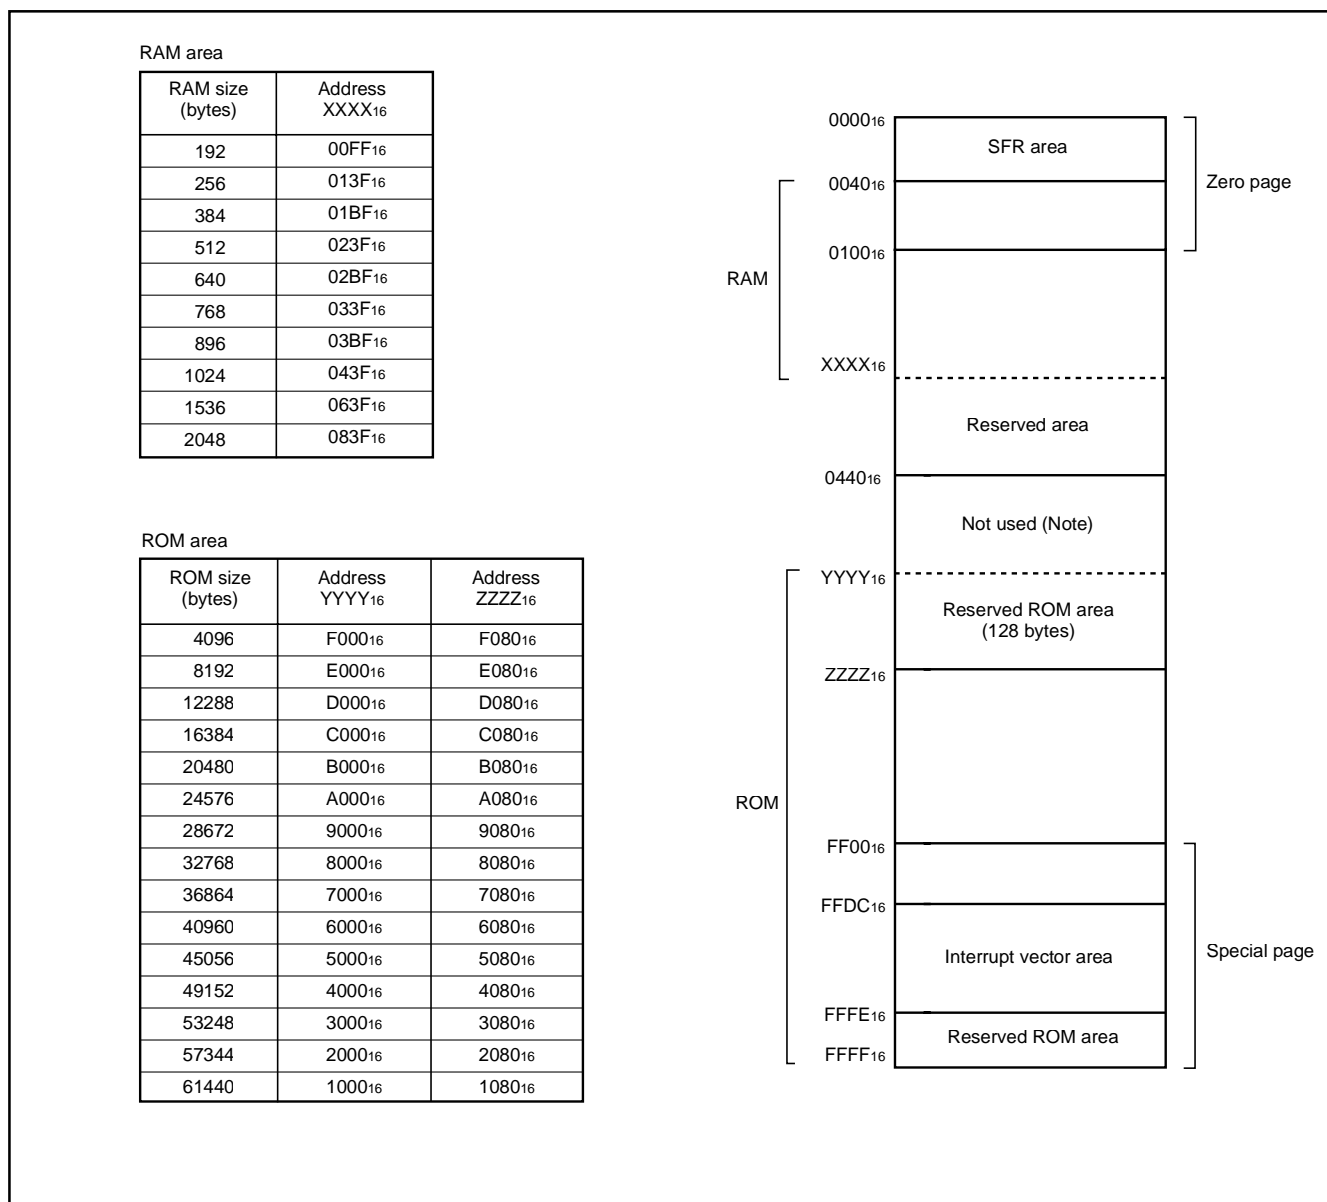 RAM area
RAM size (bytes) Address XXXX16
192 00FF16
256 013F16
384 01BF16
512 023F16
640 02BF16
768 033F16
896 03BF16
1024 043F16
1536 063F16
2048 083F16
ROM area
ROM size (bytes) Address YYYY16 Address ZZZZ16
4096 F00016 F08016
8192 E00016 E08016
12288 D00016 D08016
16384 C00016 C08016
20480 B00016 B08016
24576 A00016 A08016
28672 900016 908016
32768 800016 808016
36864 700016 708016
40960 600016 608016
45056 500016 508016
49152 400016 408016
53248 300016 308016
57344 200016 208016
61440 100016 108016
000016
SFR area
Zero page
004016
010016
RAM
XXXX16
Reserved area
044016
Not used (Note)
YYYY16
Reserved ROM area
(128 bytes)
ZZZZ16
ROM
FF0016
FFDC16
Interrupt vector area
Special page
FFFE16
Reserved ROM area
FFFF16